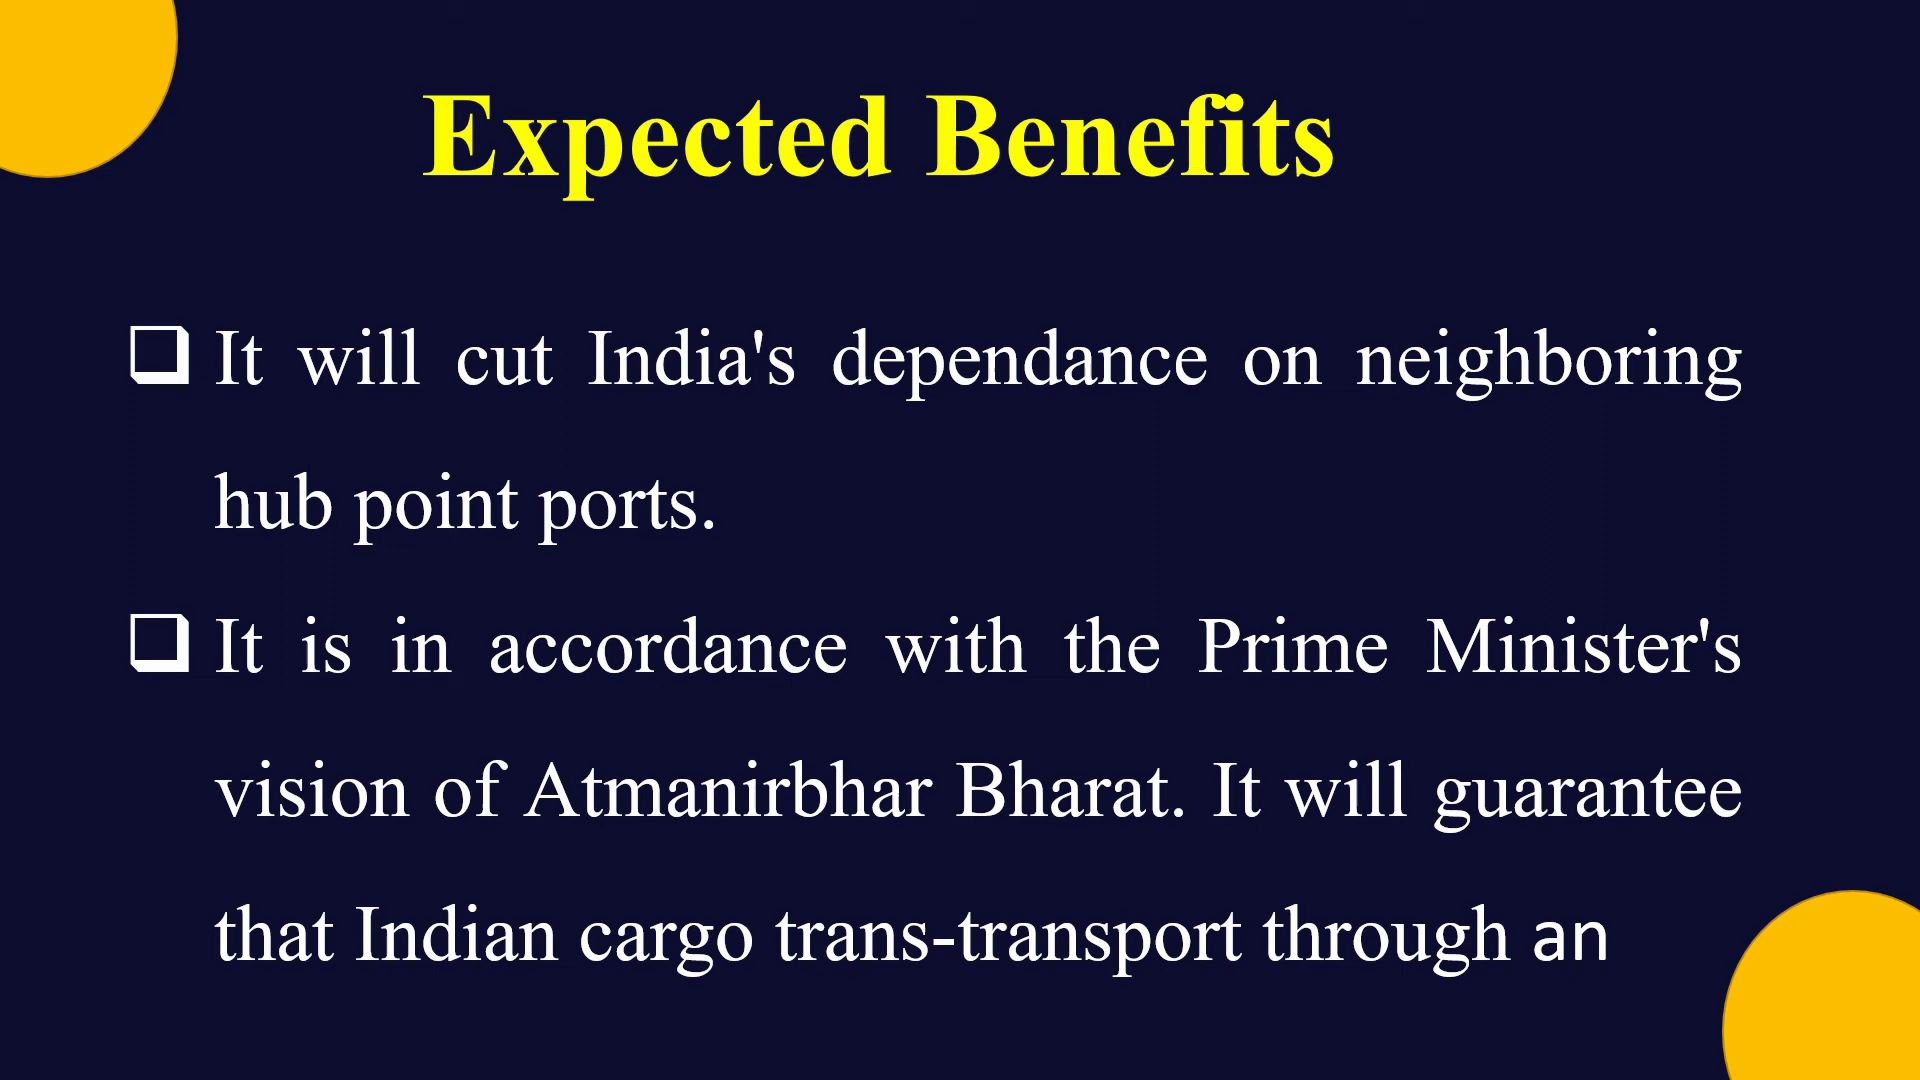 Expected Benefits
❑ It will cut India's dependance on neighboring
hub point ports.
❑ It is in accordance with the Prime Minister's
vision of Atmanirbhar Bharat. It will guarantee
that Indian cargo trans-transport through an